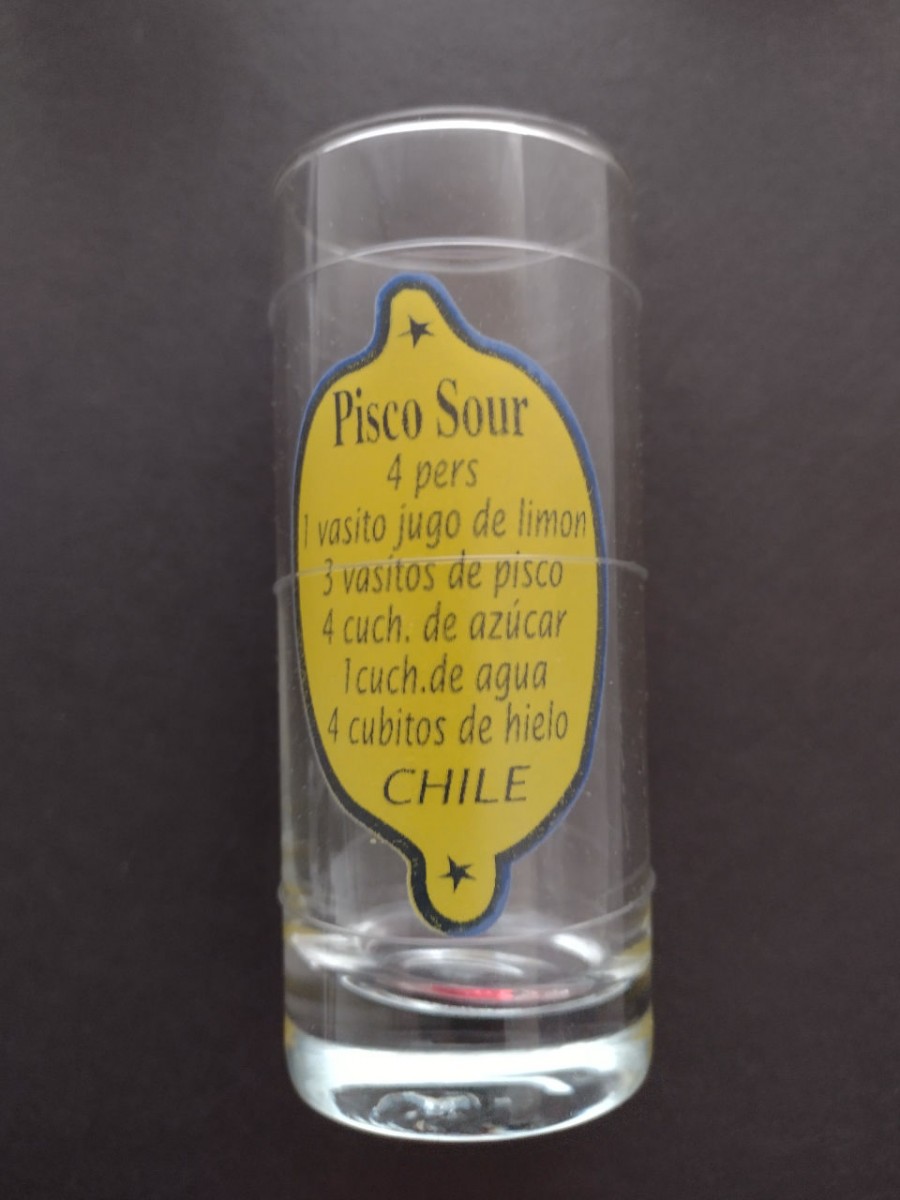 Pisco Sour
4 pers
1 vasito jugo de limon
3 vasitos de pisco
4 cuch. de azúcar
1cuch.de agua
4 cubitos de hielo
CHILE